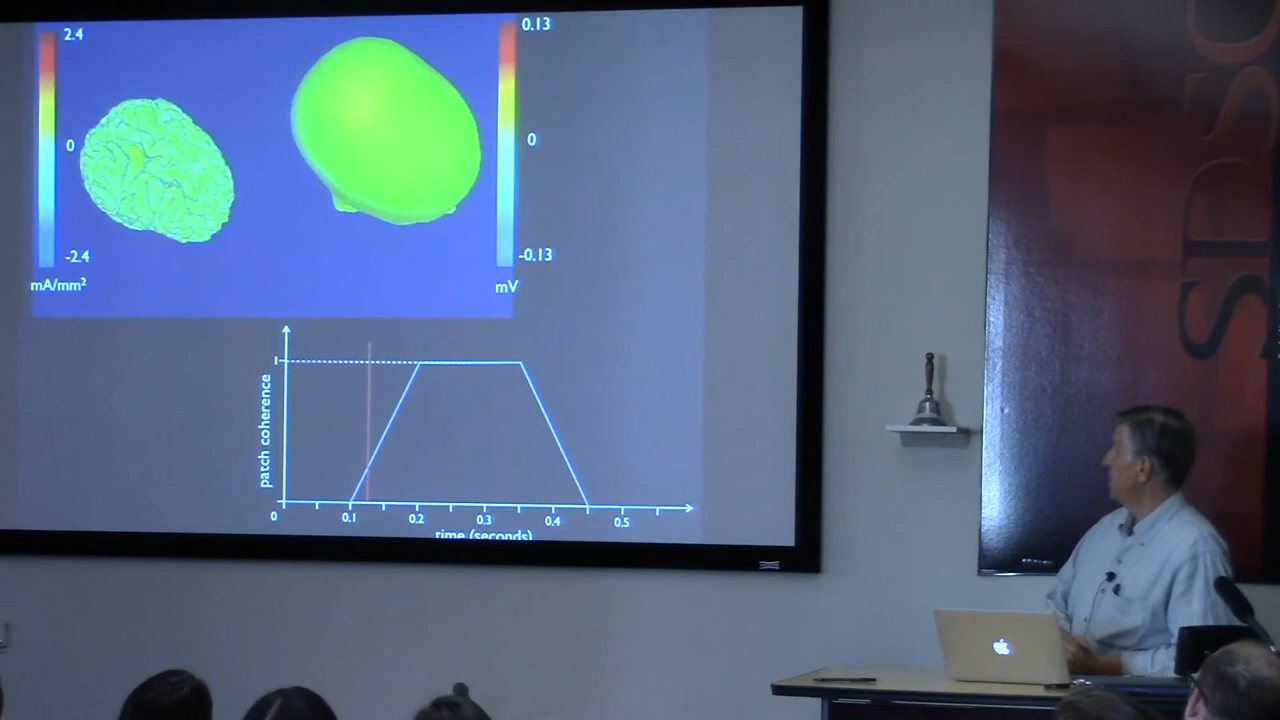 2.4
0
-2.4
mA/mm²
0.13
0
-0.13
mV
1
patch coherence
0
0.1
0.2
0.3
0.4
0.5
time (seconds)
SDSC